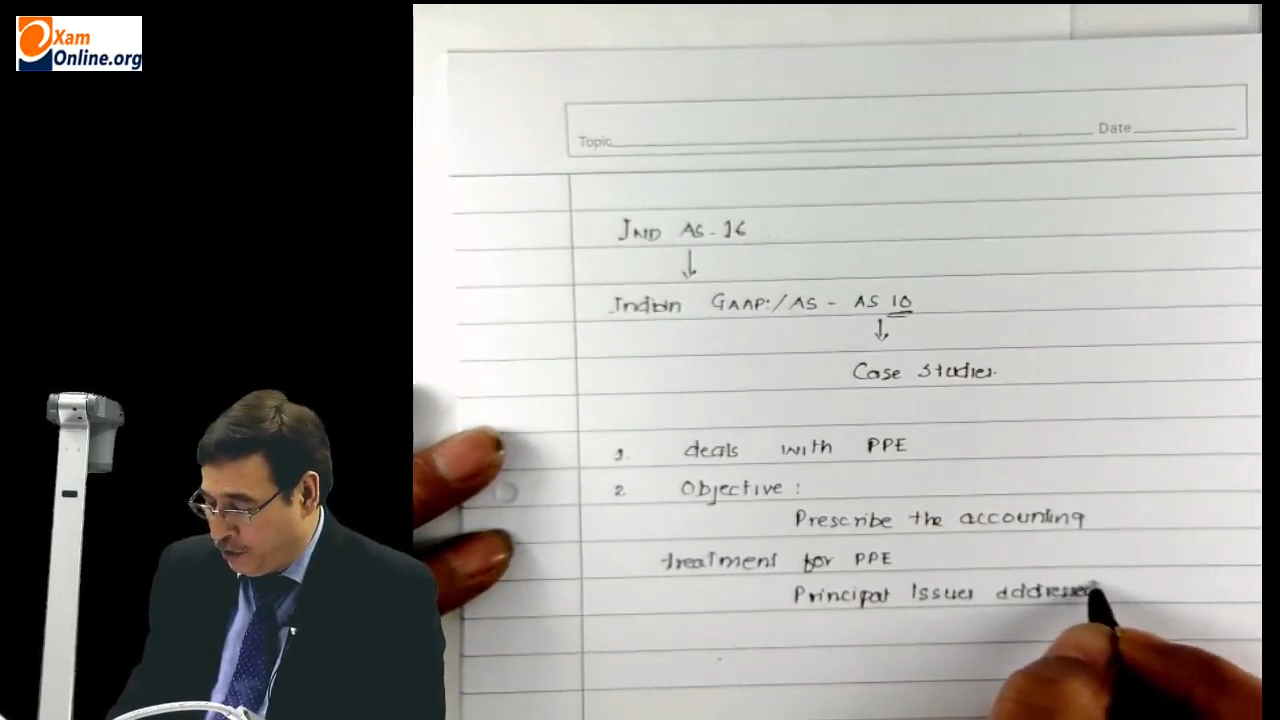 Xam
Online.org
Topic
Date
IND AS - 16
Indian GAAP:/AS - AS 10
Case Studies.
1. deals with PPE
2. Objective :
Prescribe the accounting
treatment for PPE
Principal Issues addressed